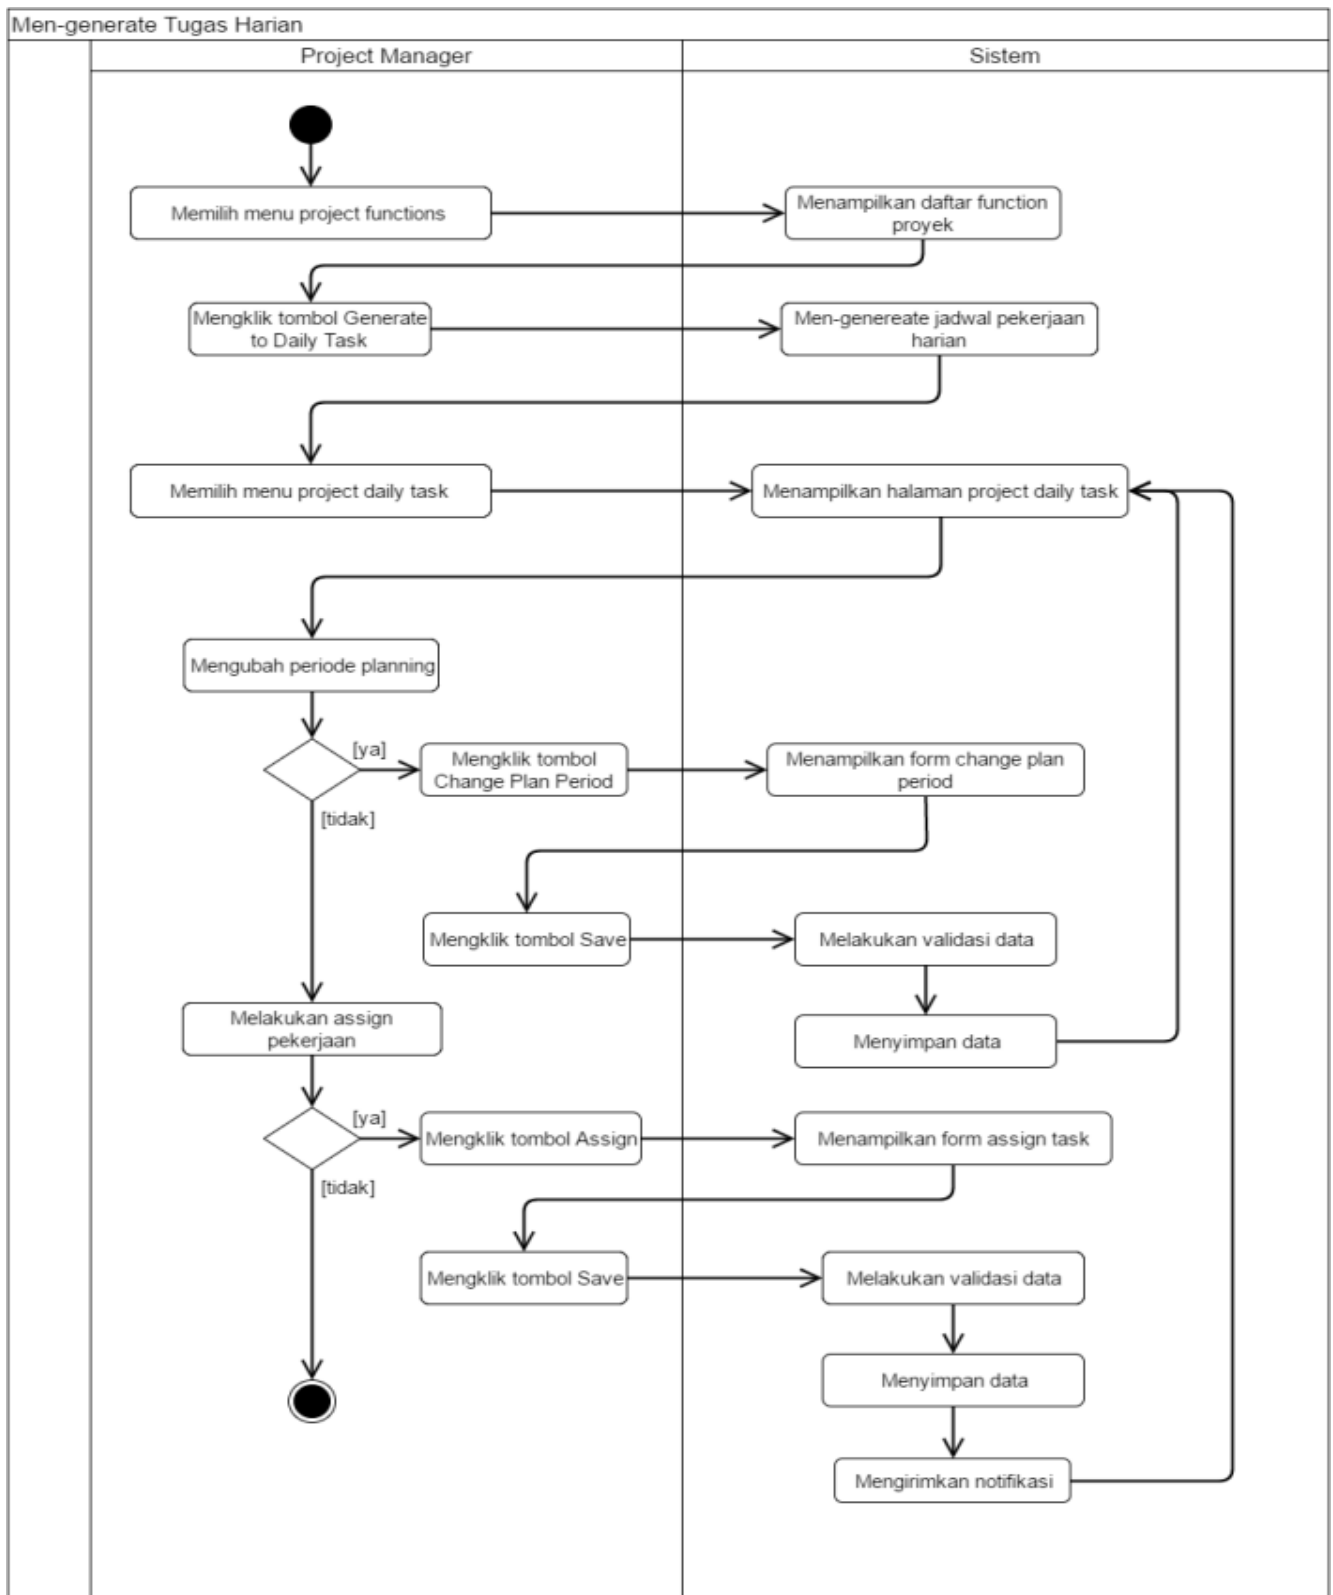 Men-generate Tugas Harian
Project Manager
Sistem
Memilih menu project functions
Menampilkan daftar function
proyek
Mengklik tombol Generate
to Daily Task
Men-genereate jadwal pekerjaan
harian
Memilih menu project daily task
Menampilkan halaman project daily task
Mengubah periode planning
[ya]
Mengklik tombol
Change Plan Period
Menampilkan form change plan
period
[tidak]
Mengklik tombol Save
Melakukan validasi data
Melakukan assign
pekerjaan
Menyimpan data
[ya]
Mengklik tombol Assign
Menampilkan form assign task
[tidak]
Mengklik tombol Save
Melakukan validasi data
Menyimpan data
Mengirimkan notifikasi